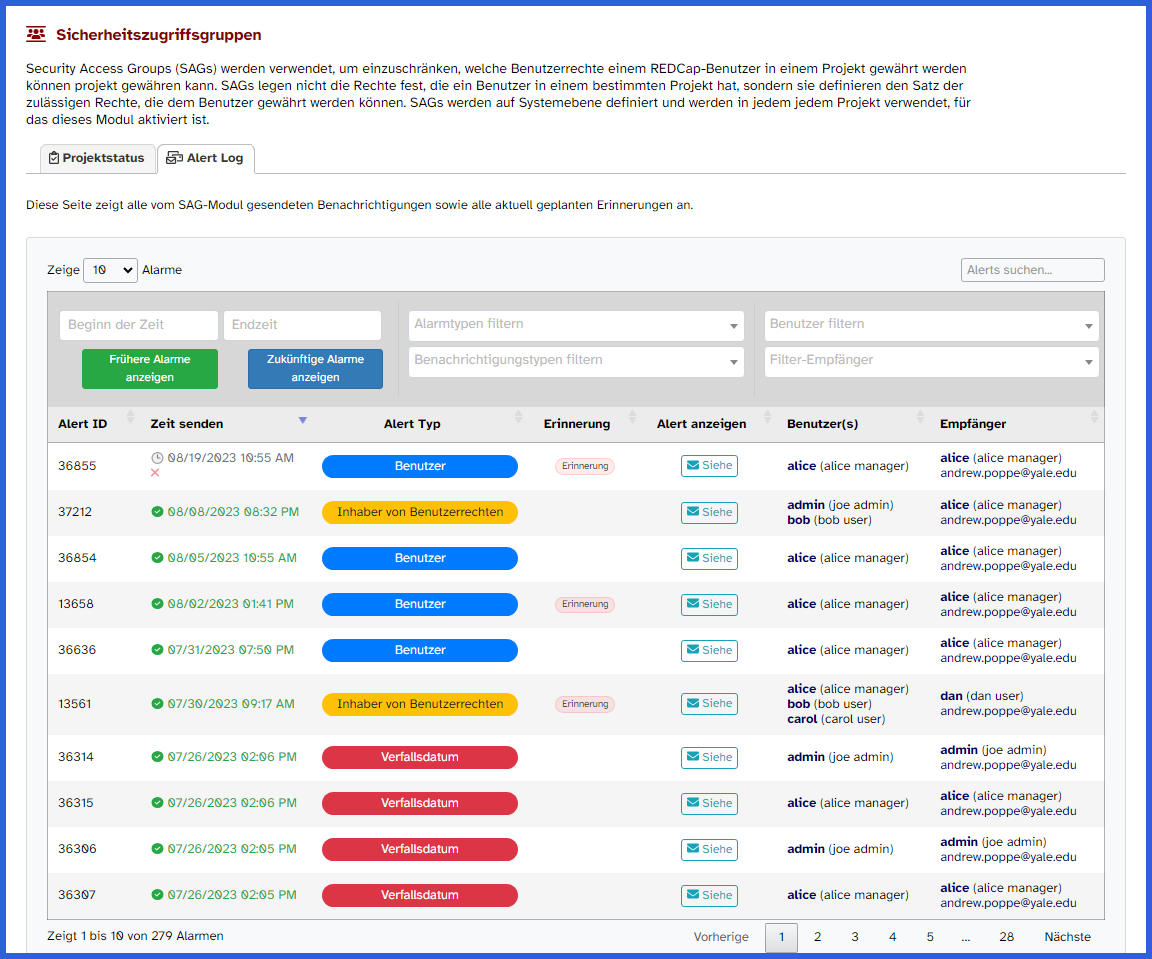 Sicherheitszugriffsgruppen
Security Access Groups (SAGs) werden verwendet, um einzuschränken, welche Benutzerrechte einem REDCap-Benutzer in einem Projekt gewährt werden
können projekt gewähren kann. SAGs legen nicht die Rechte fest, die ein Benutzer in einem bestimmten Projekt hat, sondern sie definieren den Satz der
zulässigen Rechte, die dem Benutzer gewährt werden können. SAGs werden auf Systemebene definiert und werden in jedem jedem Projekt verwendet, für
das dieses Modul aktiviert ist.
Projektstatus Alert Log
Diese Seite zeigt alle vom SAG-Modul gesendeten Benachrichtigungen sowie alle aktuell geplanten Erinnerungen an.
Zeige 10 Alarme Alerts suchen...
Beginn der Zeit Endzeit Alarmtypen filtern Benutzer filtern
Frühere Alarme anzeigen Zukünftige Alarme anzeigen Benachrichtigungstypen filtern Filter-Empfänger
Alert ID Zeit senden Alert Typ Erinnerung Alert anzeigen Benutzer(s) Empfänger
36855 08/19/2023 10:55 AM Benutzer Erinnerung Siehe alice (alice manager) alice (alice manager)
andrew.poppe@yale.edu
37212 08/08/2023 08:32 PM Inhaber von Benutzerrechten Siehe admin (joe admin) alice (alice manager)
bob (bob user) andrew.poppe@yale.edu
36854 08/05/2023 10:55 AM Benutzer Siehe alice (alice manager) alice (alice manager)
andrew.poppe@yale.edu
13658 08/02/2023 01:41 PM Benutzer Erinnerung Siehe alice (alice manager) alice (alice manager)
andrew.poppe@yale.edu
36636 07/31/2023 07:50 PM Benutzer Siehe alice (alice manager) alice (alice manager)
andrew.poppe@yale.edu
13561 07/30/2023 09:17 AM Inhaber von Benutzerrechten Erinnerung Siehe alice (alice manager) dan (dan user)
bob (bob user) andrew.poppe@yale.edu
carol (carol user)
36314 07/26/2023 02:06 PM Verfallsdatum Siehe admin (joe admin) admin (joe admin)
andrew.poppe@yale.edu
36315 07/26/2023 02:06 PM Verfallsdatum Siehe alice (alice manager) alice (alice manager)
andrew.poppe@yale.edu
36306 07/26/2023 02:05 PM Verfallsdatum Siehe admin (joe admin) admin (joe admin)
andrew.poppe@yale.edu
36307 07/26/2023 02:05 PM Verfallsdatum Siehe alice (alice manager) alice (alice manager)
andrew.poppe@yale.edu
Zeigt 1 bis 10 von 279 Alarmen Vorherige 1 2 3 4 5 ... 28 Nächste